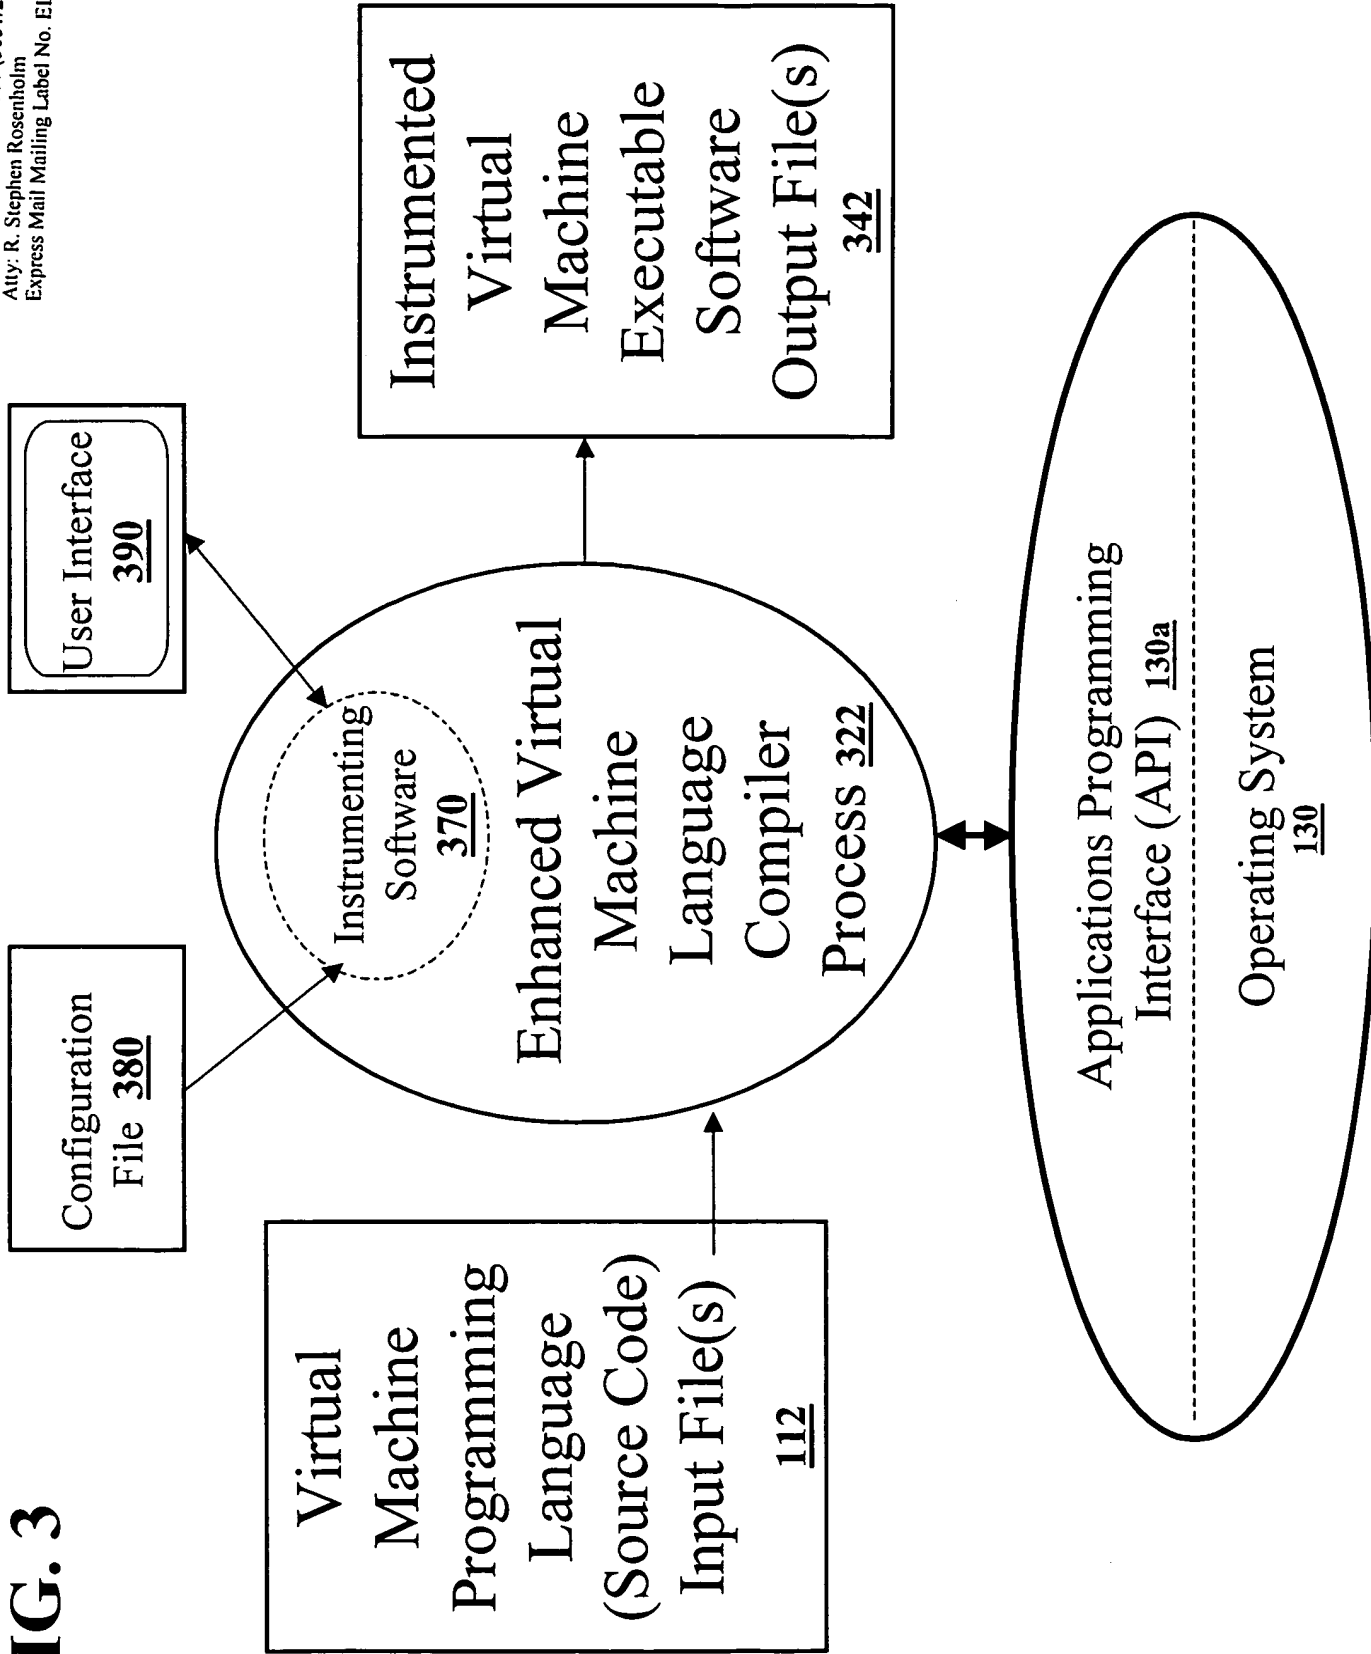 Atty: R. Stephen Rosenholm
Express Mail Mailing Label No.
IG. 3
Configuration
File 380
User Interface
390
Instrumenting
Software
370
Virtual
Machine
Programming
Language
(Source Code)
Input File(s)
112
Enhanced Virtual
Machine
Language
Compiler
Process 322
Instrumented
Virtual
Machine
Executable
Software
Output File(s)
342
Applications Programming
Interface (API) 130a
Operating System
130